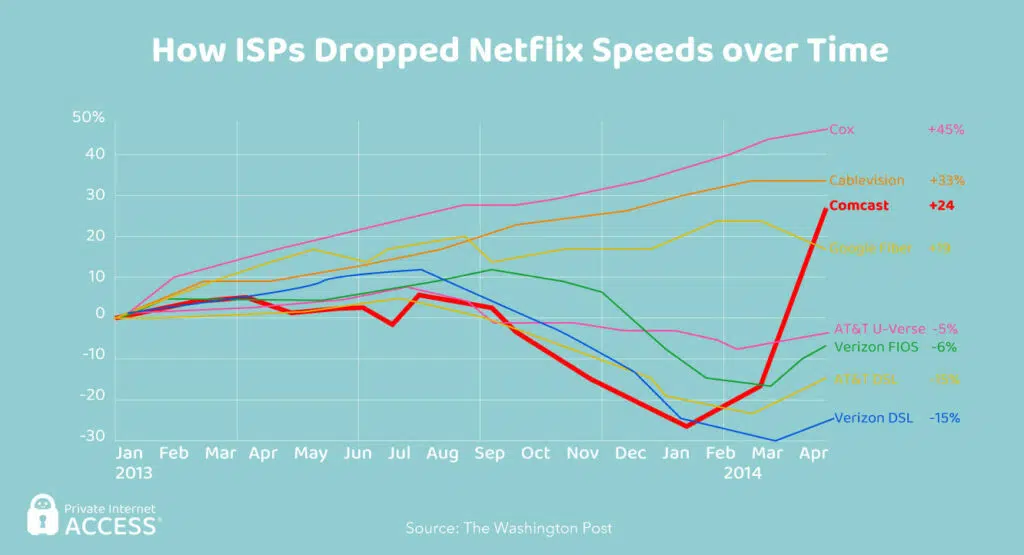 How ISPs Dropped Netflix Speeds over Time
50%
40
30
20
10
0
-10
-20
-30
Cox +45%
Cablevision +33%
Comcast +24
Google Fiber
AT&T U-Verse -5%
Verizon FIOS -6%
AT&T DSL
Verizon DSL -15%
Jan Feb Mar Apr May Jun Jul Aug Sep Oct Nov Dec Jan Feb Mar Apr
2013 2014
Private Internet
ACCESS®
Source: The Washington Post